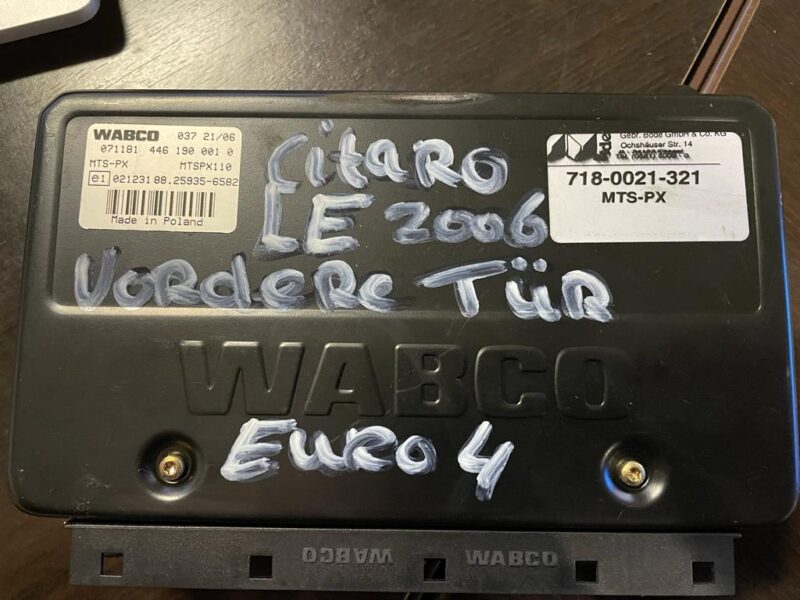 WABCO 037 21/06
071181 446 190 001 0
MTS-PX MTSPX110
e1 021231 88.25935-6582
Made in Poland
Gebr. Bode GmbH & Co. KG
Ochshäuser Str. 14
718-0021-321
MTS-PX
Citaro
LE 2006
Vordere Tür
WABCO
Euro 4
WABCO WABCO